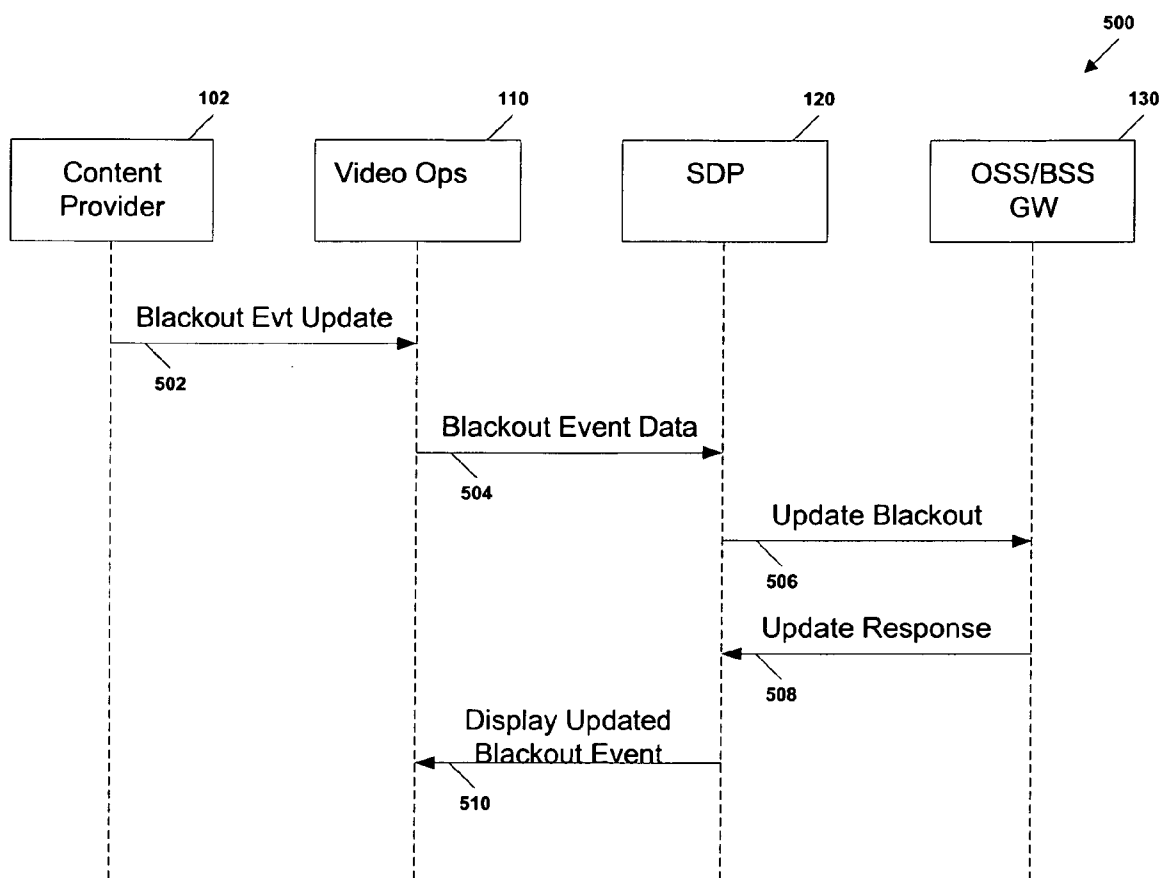 500
102
110
120
130
Content
Provider
Video Ops
SDP
OSS/BSS
GW
Blackout Evt Update
502
Blackout Event Data
504
Update Blackout
506
Update Response
508
Display Updated
Blackout Event
510